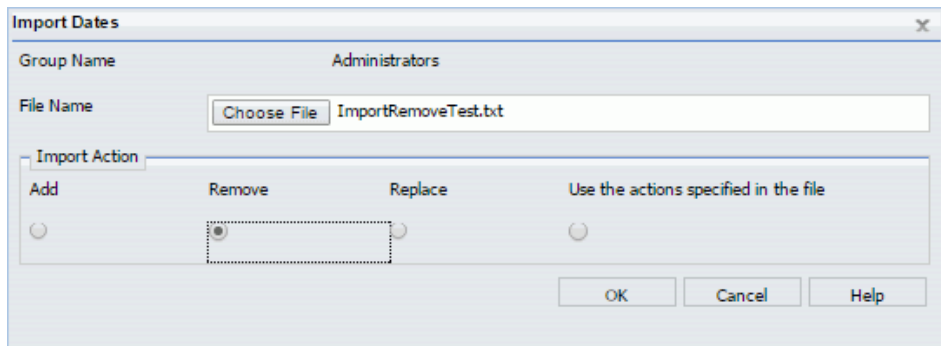 Import Dates
Group Name Administrators
File Name Choose File ImportRemoveTest.txt
Import Action
Add Remove Replace Use the actions specified in the file
OK Cancel Help